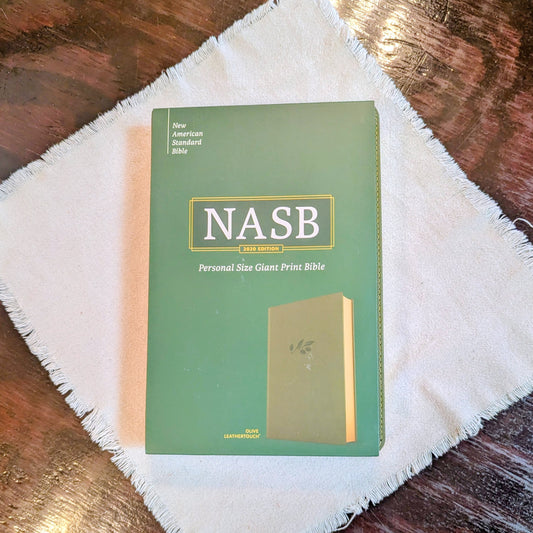 New
American
Standard
Bible
NASB
2020 EDITION
Personal Size Giant Print Bible
OLIVE
LEATHERTOUCH®